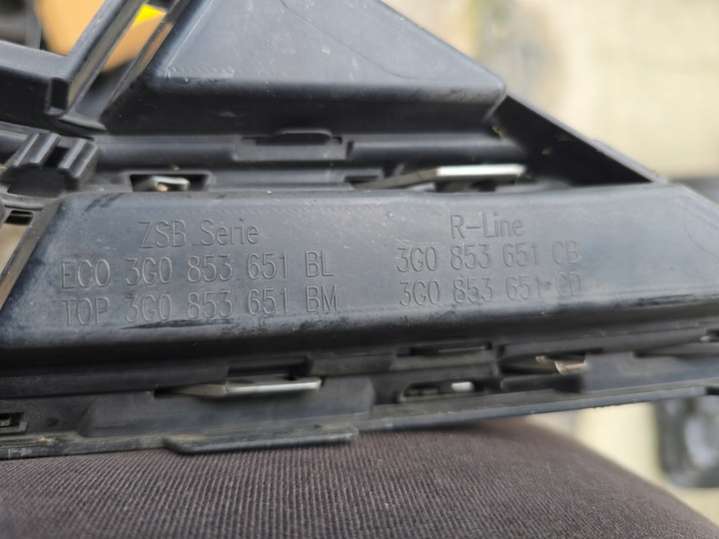 ZSB Serie
ECO 3G0 853 651 BL
TOP 3G0 853 651 BM
R-Line
3G0 853 651 CB
3G0 853 651